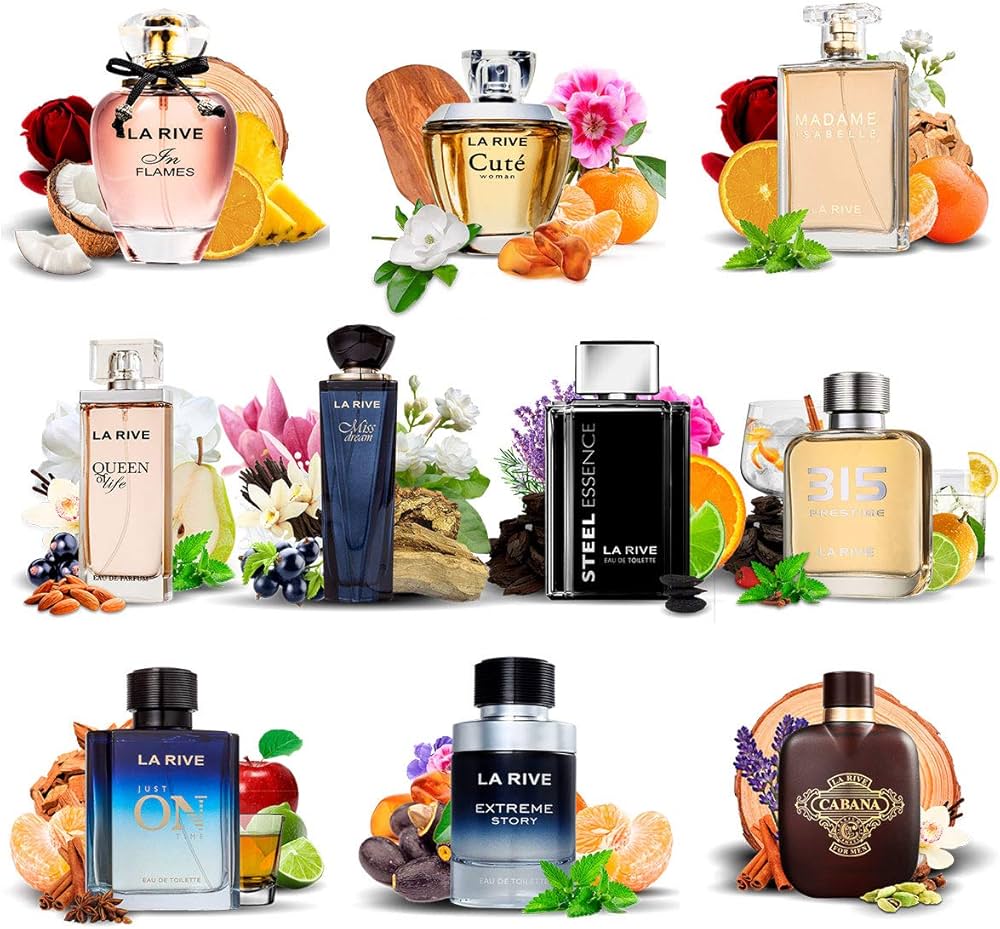 LA RIVE
In
FLAMES
LA RIVE
Cuté
woman
MADAME
ISABELLE
LA RIVE
LA RIVE
QUEEN
of life
EAU DE PARFUM
LA RIVE
Miss
dream
STEEL ESSENCE
LA RIVE
EAU DE TOILETTE
315
PRESTIGE
LA RIVE
LA RIVE
JUST
ON
TIME
EAU DE TOILETTE
LA RIVE
EXTREME
STORY
EAU DE TOILETTE
LA RIVE
CABANA
FOR MEN